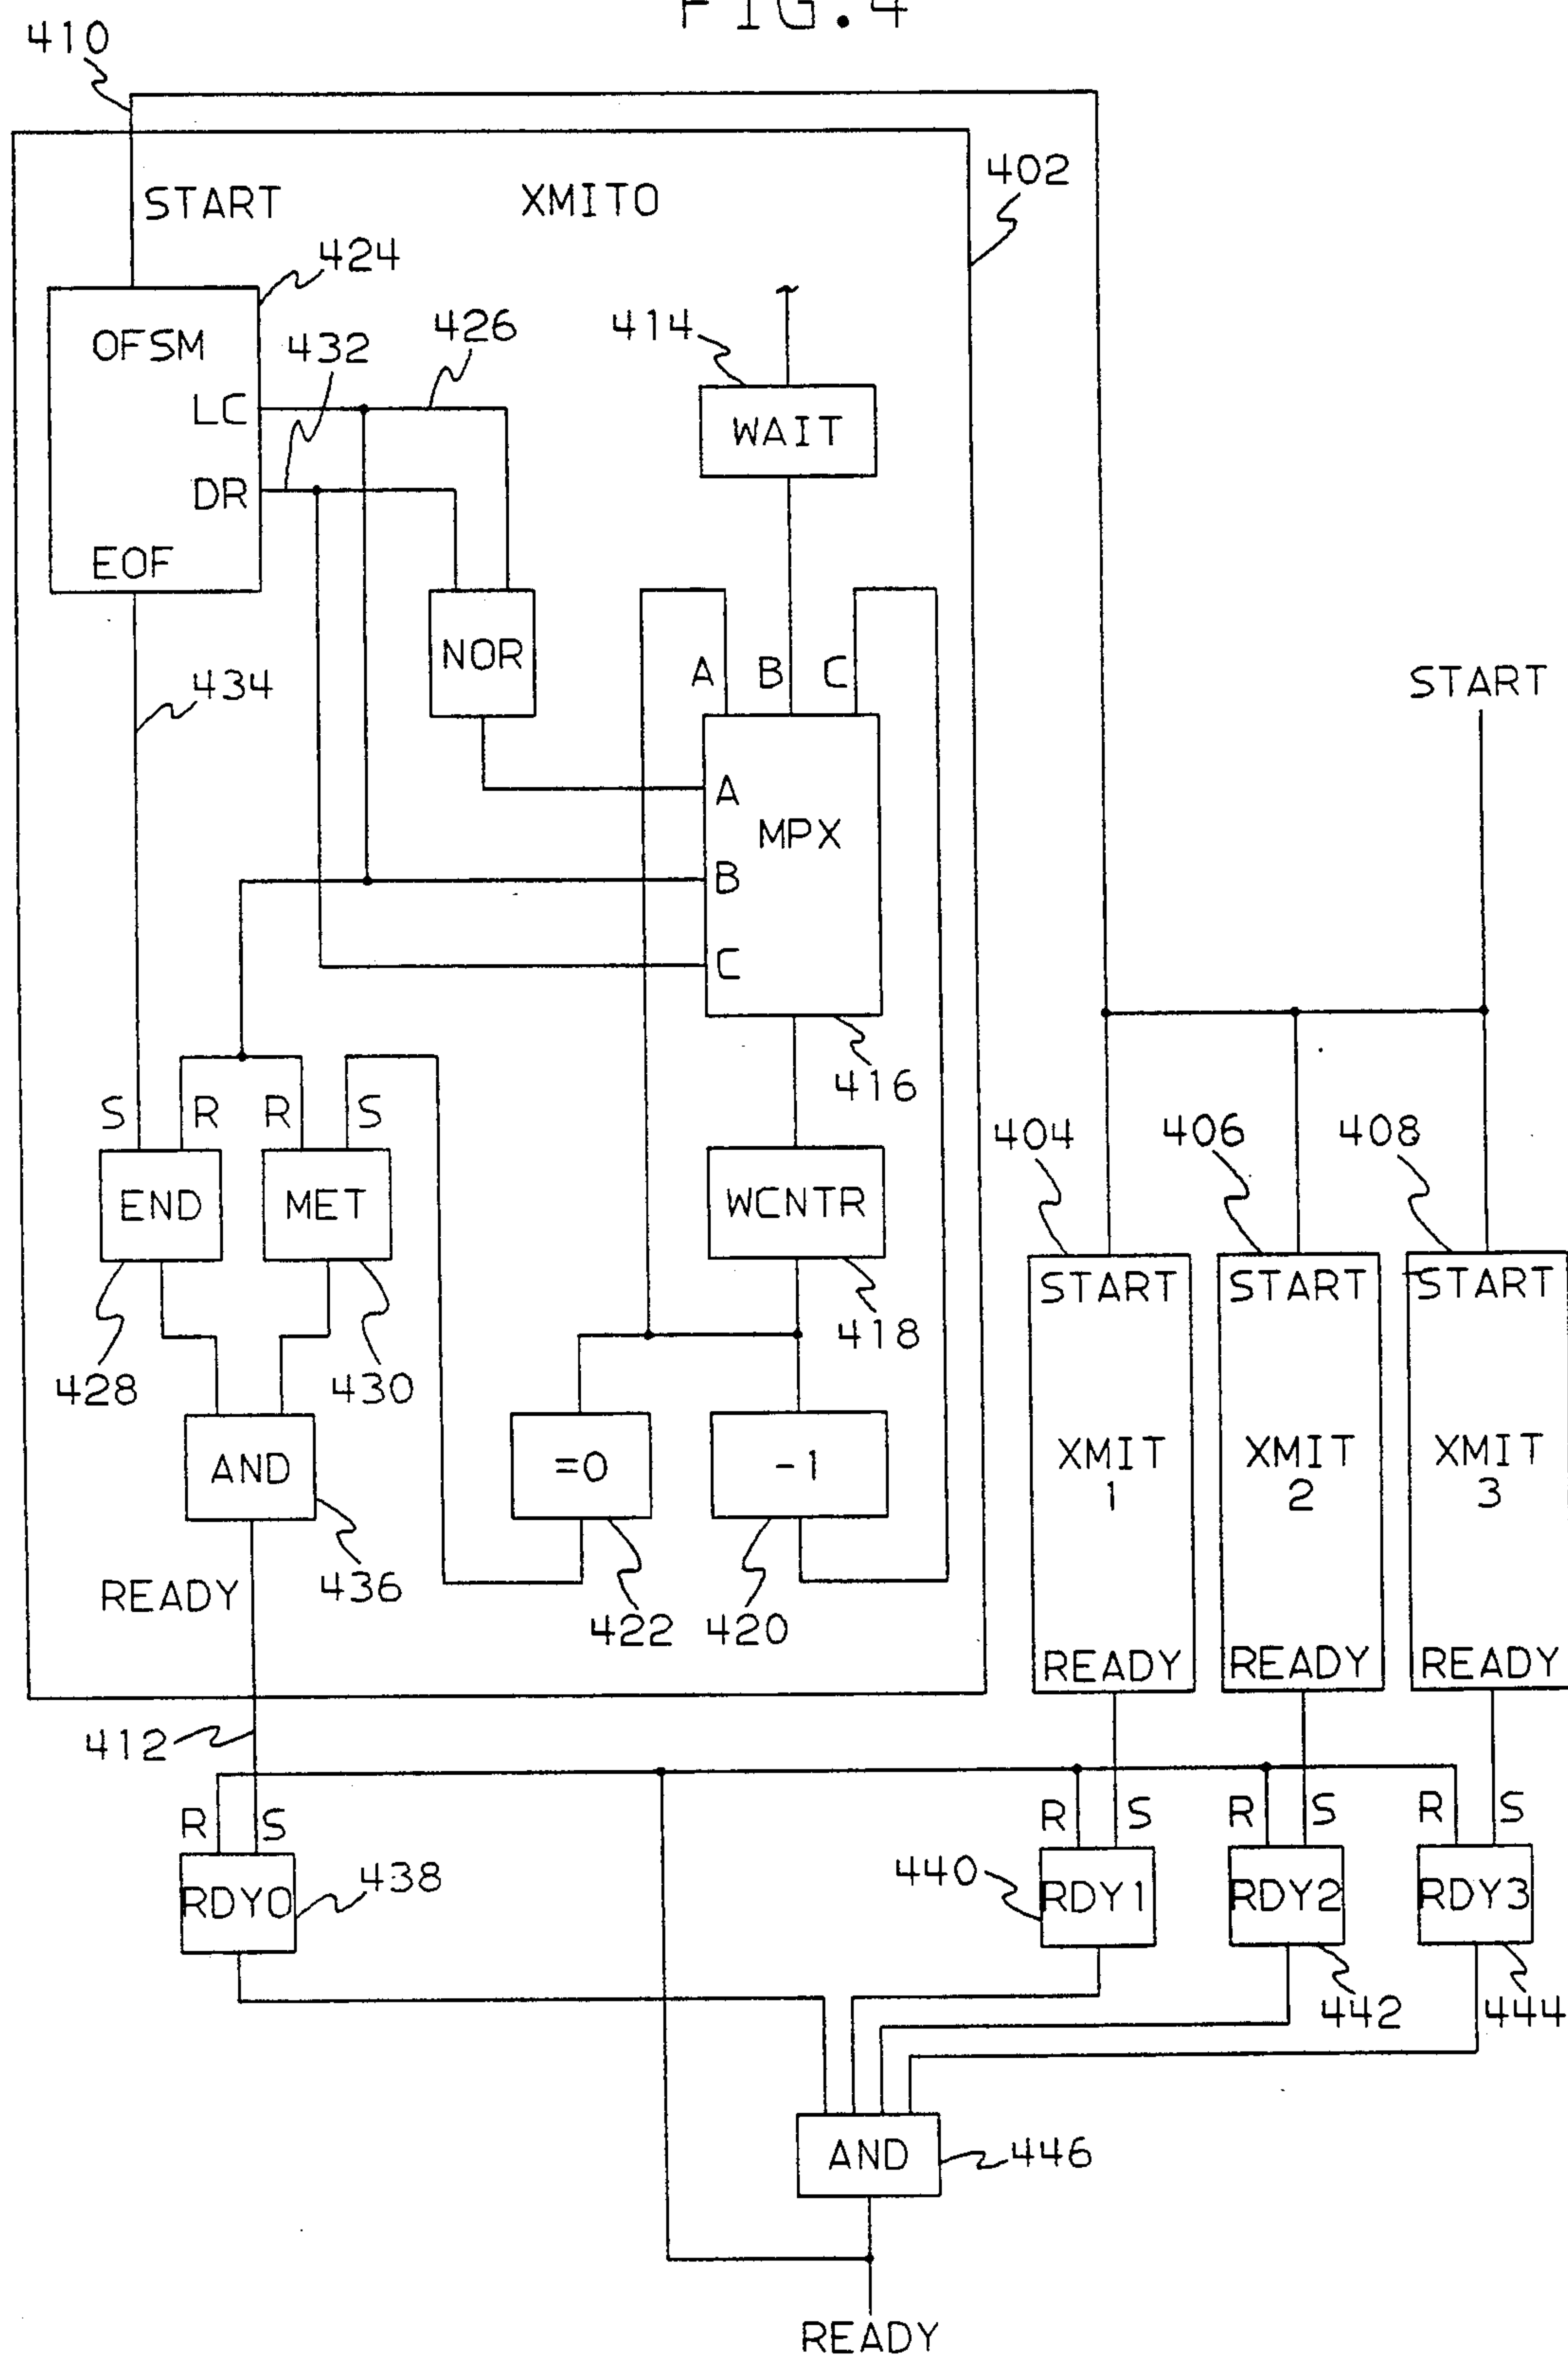 FIG.4
410
402
START
XMIT0
424
OFSM
432
426
414
LC
WAIT
DR
EOF
NOR
434
A B C
START
A
MPX
B
C
416
S R R S
404
406
408
END
MET
WCNTR
418
START
START
START
428
430
AND
=0
-1
XMIT
1
XMIT
2
XMIT
3
READY
436
422
420
READY
READY
READY
412
R S
R S
R S
R S
RDY0
438
440
RDY1
RDY2
RDY3
442
444
AND
446
READY